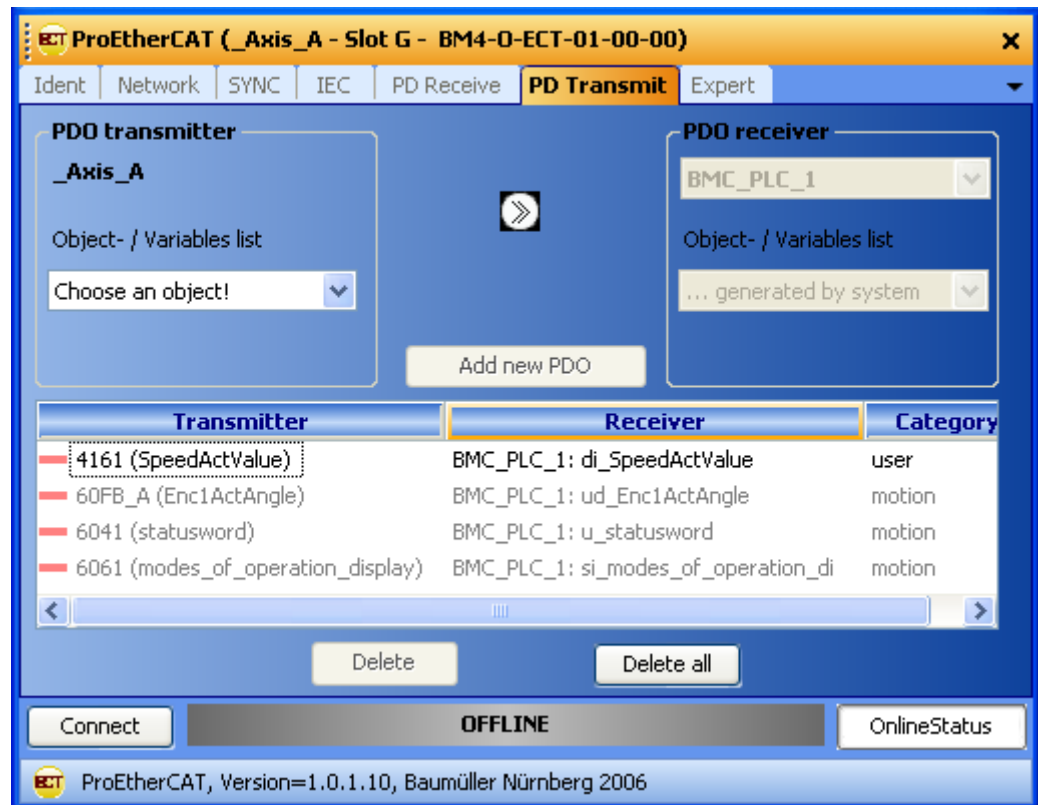 ECT ProEtherCAT (_Axis_A - Slot G - BM4-O-ECT-01-00-00)
Ident Network SYNC IEC PD Receive PD Transmit Expert
PDO transmitter
_Axis_A
Object- / Variables list
Choose an object!
PDO receiver
BMC_PLC_1
Object- / Variables list
... generated by system
Add new PDO
Transmitter Receiver Category
4161 (SpeedActValue) BMC_PLC_1: di_SpeedActValue user
60FB_A (Enc1ActAngle) BMC_PLC_1: ud_Enc1ActAngle motion
6041 (statusword) BMC_PLC_1: u_statusword motion
6061 (modes_of_operation_display) BMC_PLC_1: si_modes_of_operation_di motion
Delete Delete all
Connect OFFLINE OnlineStatus
ECT ProEtherCAT, Version=1.0.1.10, Baumüller Nürnberg 2006